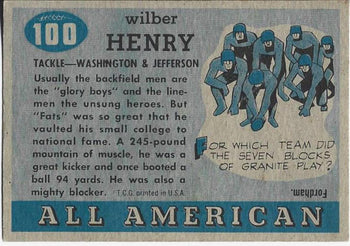 100
wilber
HENRY
TACKLE—WASHINGTON & JEFFERSON
Usually the backfield men are
the "glory boys" and the line-
men the unsung heroes. But
"Fats" was so great that he
vaulted his small college to
national fame. A 245-pound
mountain of muscle, he was a
great kicker and once booted a
ball 94 yards. He was also a
mighty blocker. T.C.G. printed in U.S.A.
FOR WHICH TEAM DID
THE SEVEN BLOCKS
OF GRANITE PLAY?
Fordham.
ALL AMERICAN